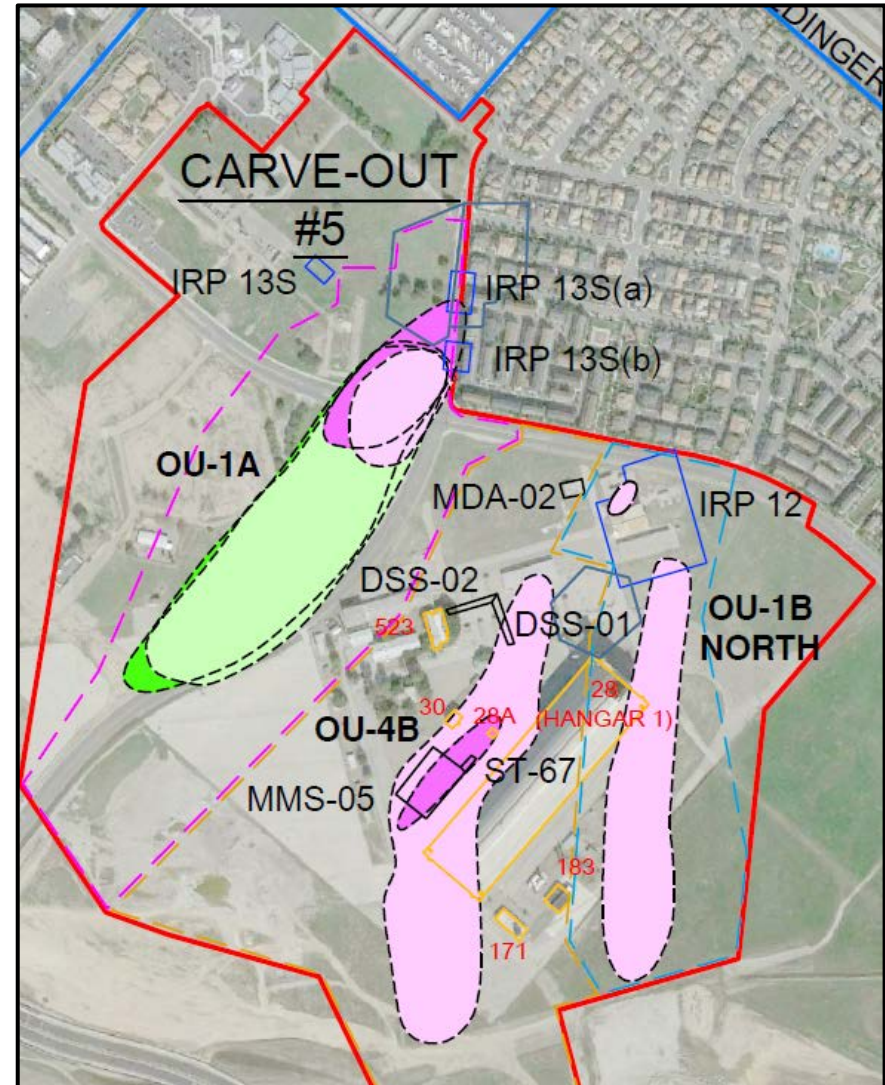 EDINGER
CARVE-OUT
#5
IRP 13S
IRP 13S(a)
IRP 13S(b)
OU-1A
MDA-02
IRP 12
DSS-02
523
DSS-01
OU-1B
NORTH
28
(HANGAR 1)
30
28A
OU-4B
ST-67
MMS-05
183
171